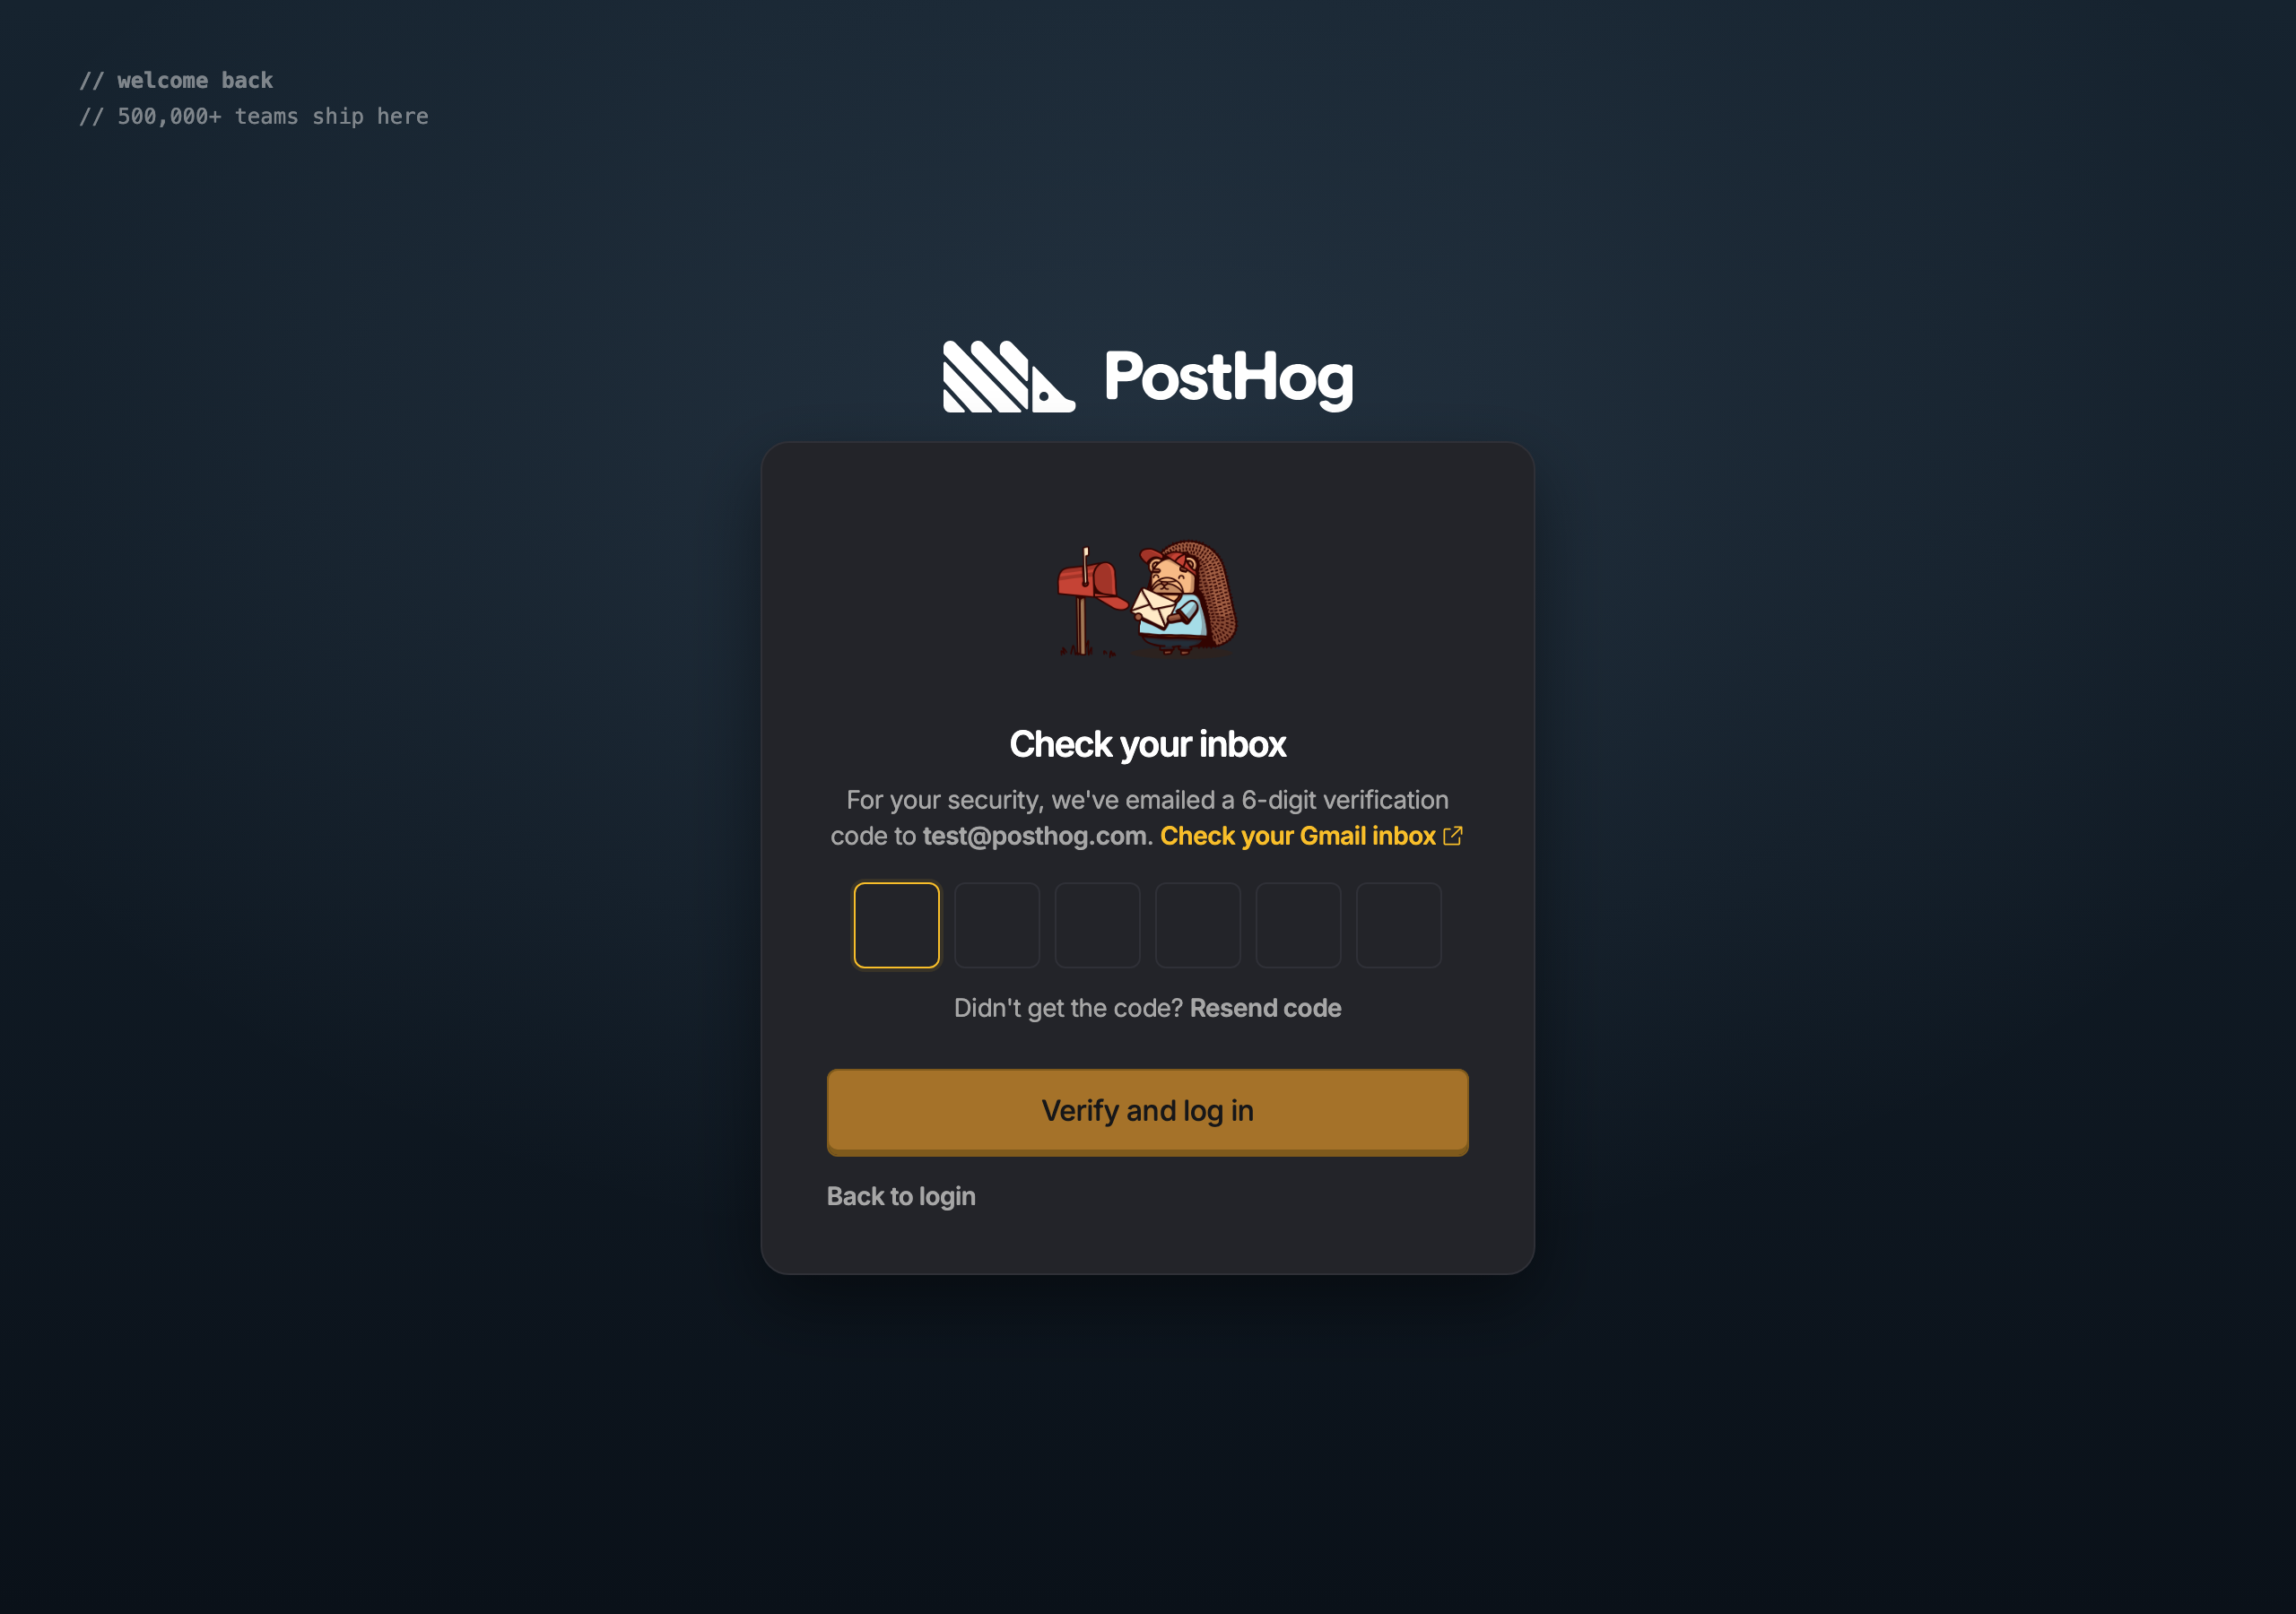 // welcome back
// 500,000+ teams ship here
PostHog
Check your inbox
For your security, we've emailed a 6-digit verification
code to test@posthog.com. Check your Gmail inbox
Didn't get the code? Resend code
Verify and log in
Back to login